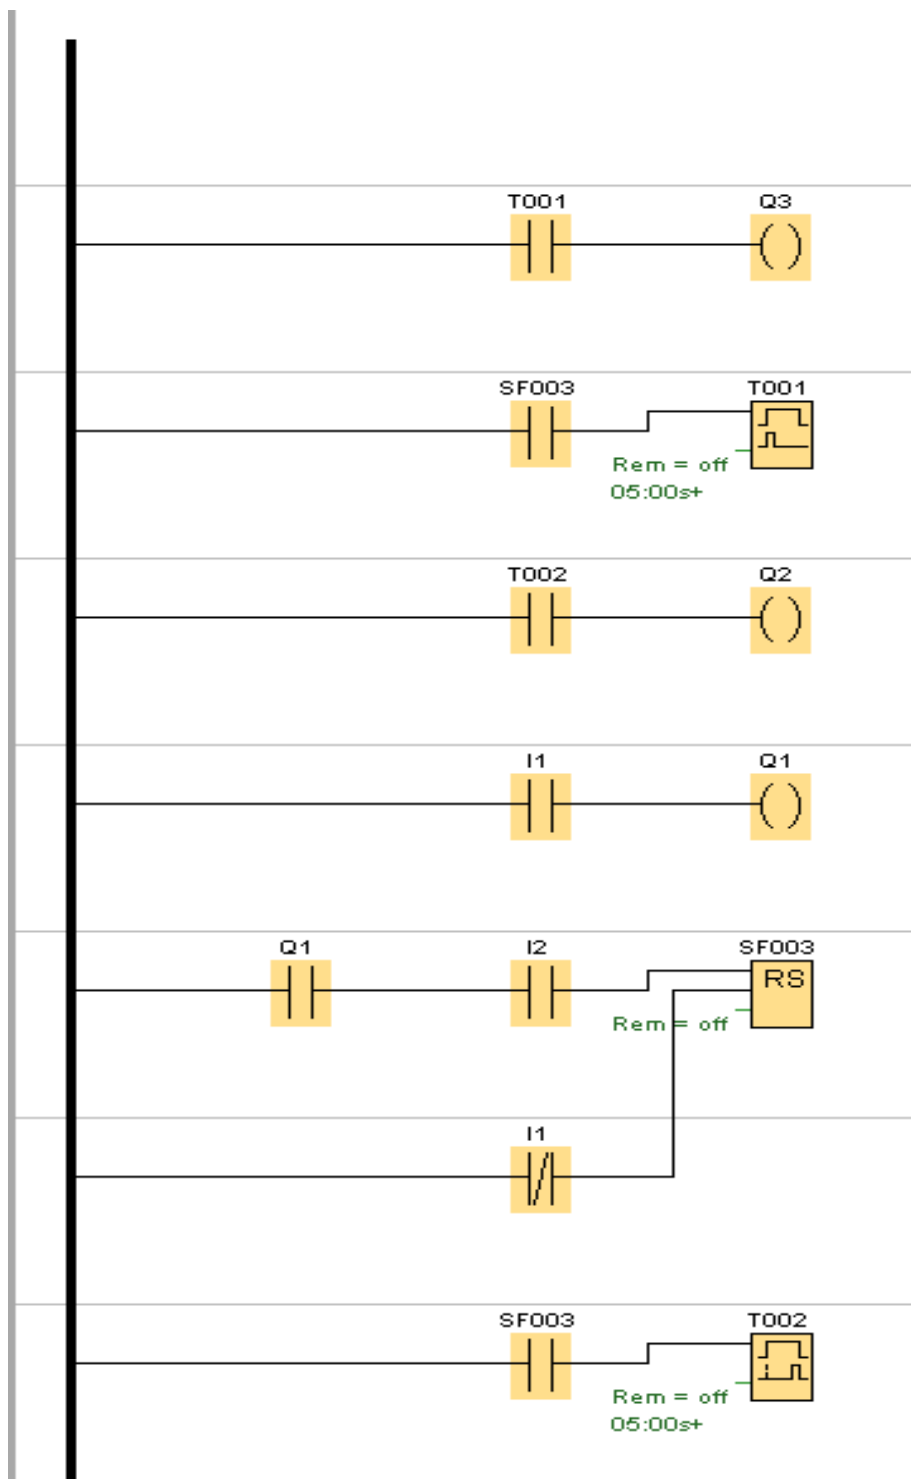 T001 Q3
SF003 T001
Rem = off
05:00s+
T002 Q2
I1 Q1
Q1 I2 SF003
RS
Rem = off
I1
SF003 T002
Rem = off
05:00s+